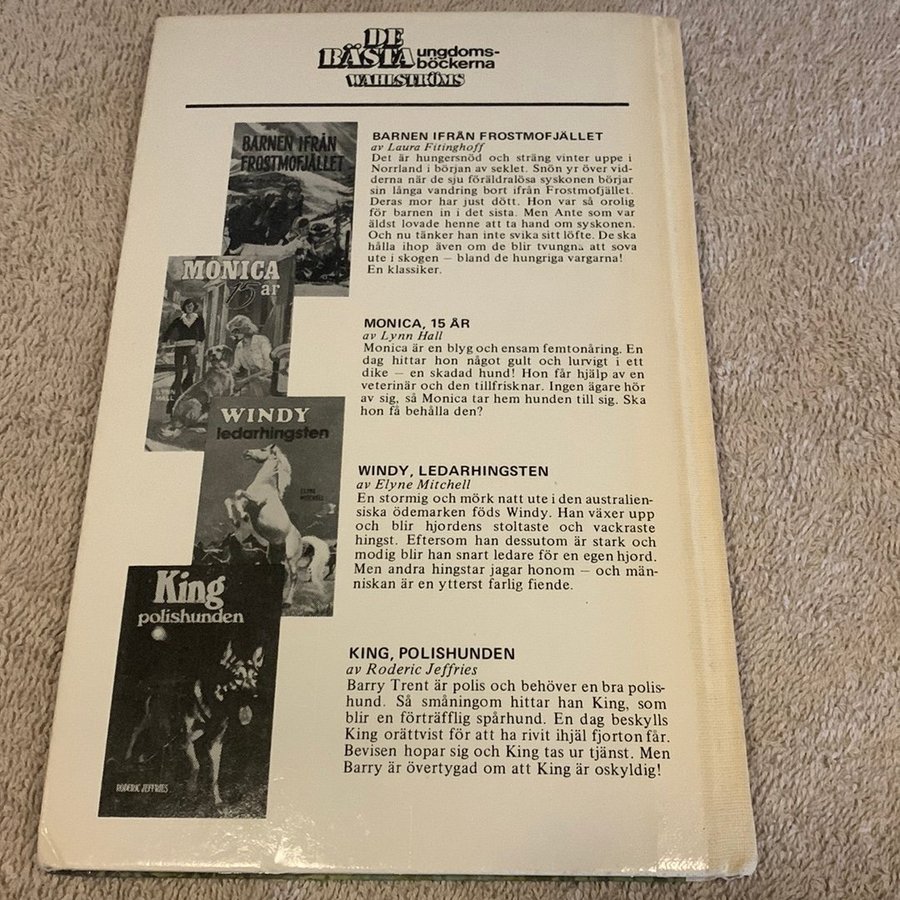 DE
BÄSTA ungdoms-
böckerna
WAHLSTRÖMS
BARNEN IFRÅN
FROSTMOFJÄLLET
BARNEN IFRÅN FROSTMOFJÄLLET
av Laura Fitinghoff
Det är hungersnöd och sträng vinter uppe i
Norrland i början av seklet. Snön yr över vid-
derna när de sju föräldralösa syskonen börjar
sin långa vandring bort ifrån Frostmofjället.
Deras mor har just dött. Hon var så orolig
för barnen in i det sista. Men Ante som var
äldst lovade henne att ta hand om syskonen.
Och nu tänker han inte svika sitt löfte. De ska
hålla ihop även om de blir tvungna att sova
ute i skogen – bland de hungriga vargarna!
En klassiker.
MONICA
15 år
LYNN
HALL
MONICA, 15 ÅR
av Lynn Hall
Monica är en blyg och ensam femtonåring. En
dag hittar hon något gult och lurvigt i ett
dike – en skadad hund! Hon får hjälp av en
veterinär och den tillfrisknar. Ingen ägare hör
av sig, så Monica tar hem hunden till sig. Ska
hon få behålla den?
WINDY
ledarhingsten
ELYNE
MITCHELL
WINDY, LEDARHINGSTEN
av Elyne Mitchell
En stormig och mörk natt ute i den australien-
siska ödemarken föds Windy. Han växer upp
och blir hjordens stoltaste och vackraste
hingst. Eftersom han dessutom är stark och
modig blir han snart ledare för en egen hjord.
Men andra hingstar jagar honom – och män-
niskan är en ytterst farlig fiende.
King
polishunden
RODERIC JEFFRIES
KING, POLISHUNDEN
av Roderic Jeffries
Barry Trent är polis och behöver en bra polis-
hund. Så småningom hittar han King, som
blir en förträfflig spårhund. En dag beskylls
King orättvist för att ha rivit ihjäl fjorton får.
Bevisen hopar sig och King tas ur tjänst. Men
Barry är övertygad om att King är oskyldig!